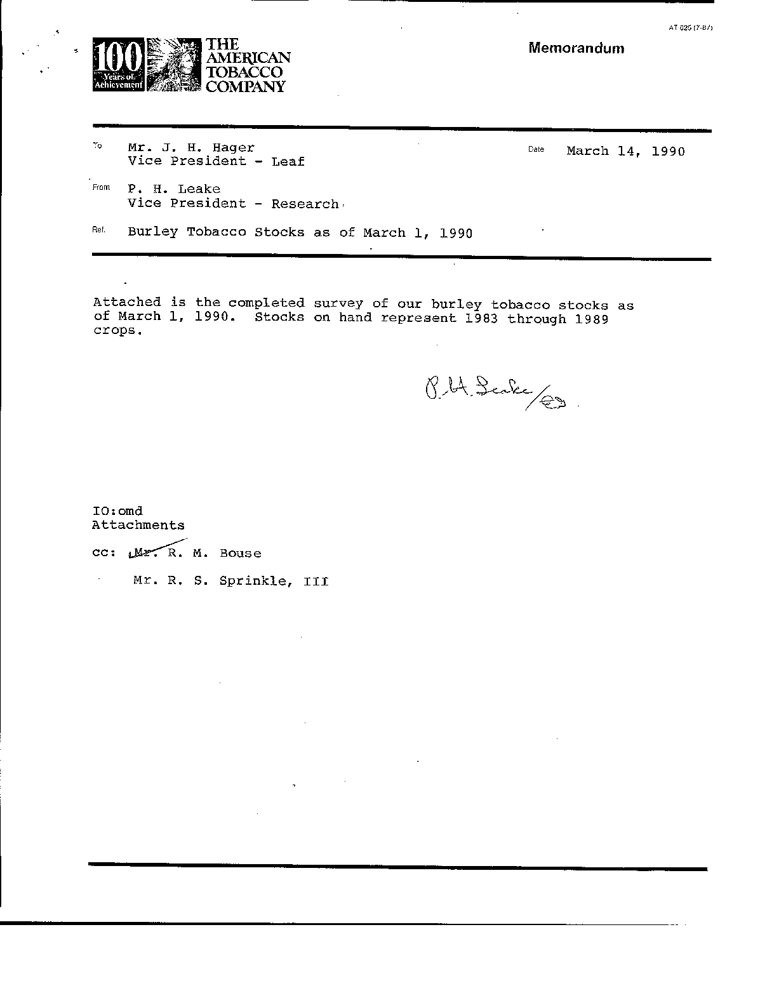 AT 025 (7-87)
100
Years of
Achievement
THE
AMERICAN
TOBACCO
COMPANY
Memorandum
To Mr. J. H. Hager
Vice President - Leaf
Date March 14, 1990
From P. H. Leake
Vice President - Research
Ref. Burley Tobacco Stocks as of March 1, 1990
Attached is the completed survey of our burley tobacco stocks as
of March 1, 1990. Stocks on hand represent 1983 through 1989
crops.
P. H. Leake/
IO:omd
Attachments
cc: Mr. R. M. Bouse
Mr. R. S. Sprinkle, III